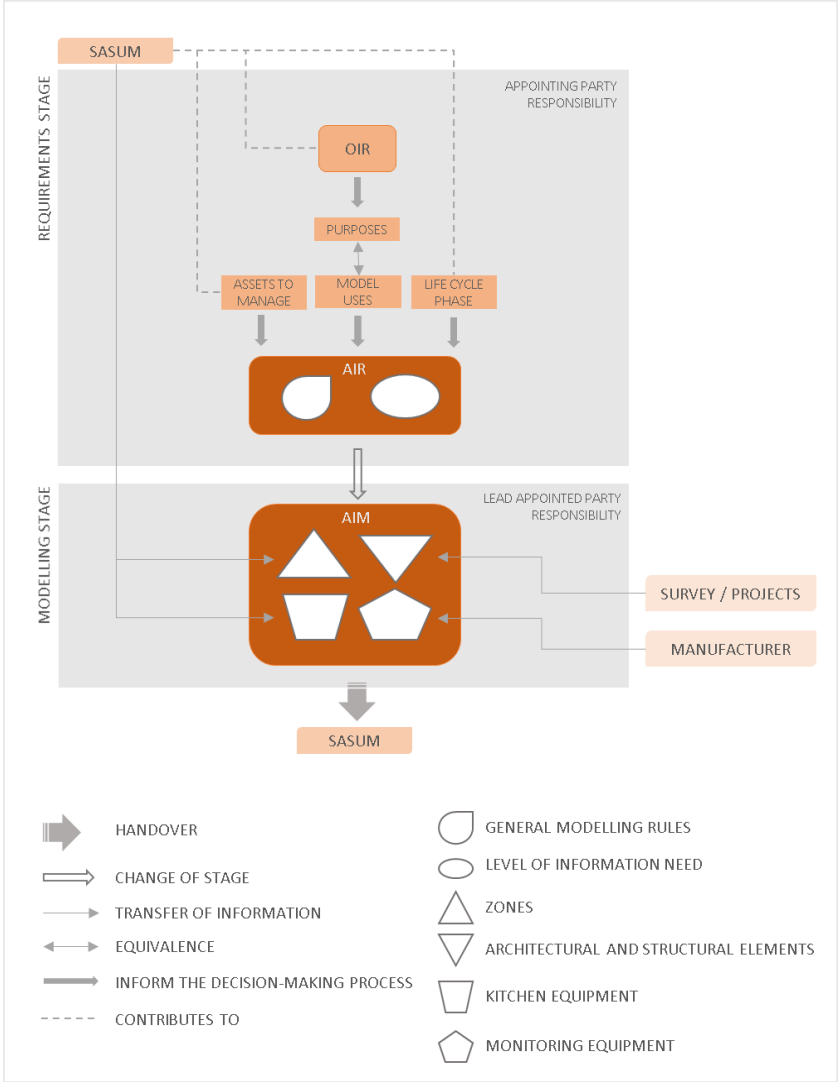 SASUM
REQUIREMENTS STAGE
APPOINTING PARTY
RESPONSIBILITY
OIR
PURPOSES
ASSETS TO
MANAGE
MODEL
USES
LIFE CYCLE
PHASE
AIR
MODELLING STAGE
LEAD APPOINTED PARTY
RESPONSIBILITY
AIM
SURVEY / PROJECTS
MANUFACTURER
SASUM
HANDOVER
CHANGE OF STAGE
TRANSFER OF INFORMATION
EQUIVALENCE
INFORM THE DECISION-MAKING PROCESS
CONTRIBUTES TO
GENERAL MODELLING RULES
LEVEL OF INFORMATION NEED
ZONES
ARCHITECTURAL AND STRUCTURAL ELEMENTS
KITCHEN EQUIPMENT
MONITORING EQUIPMENT